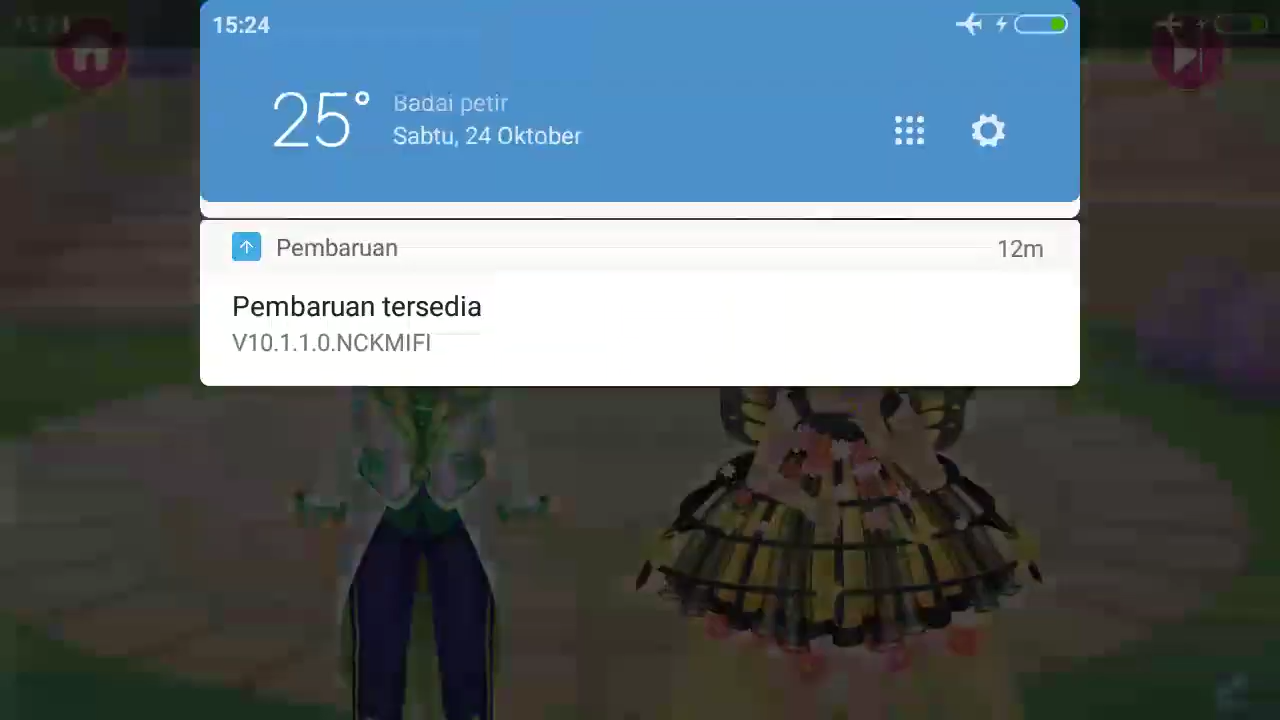 15:24
25°
Badai petir
Sabtu, 24 Oktober
Pembaruan
12m
Pembaruan tersedia
V10.1.1.0.NCKMIFI